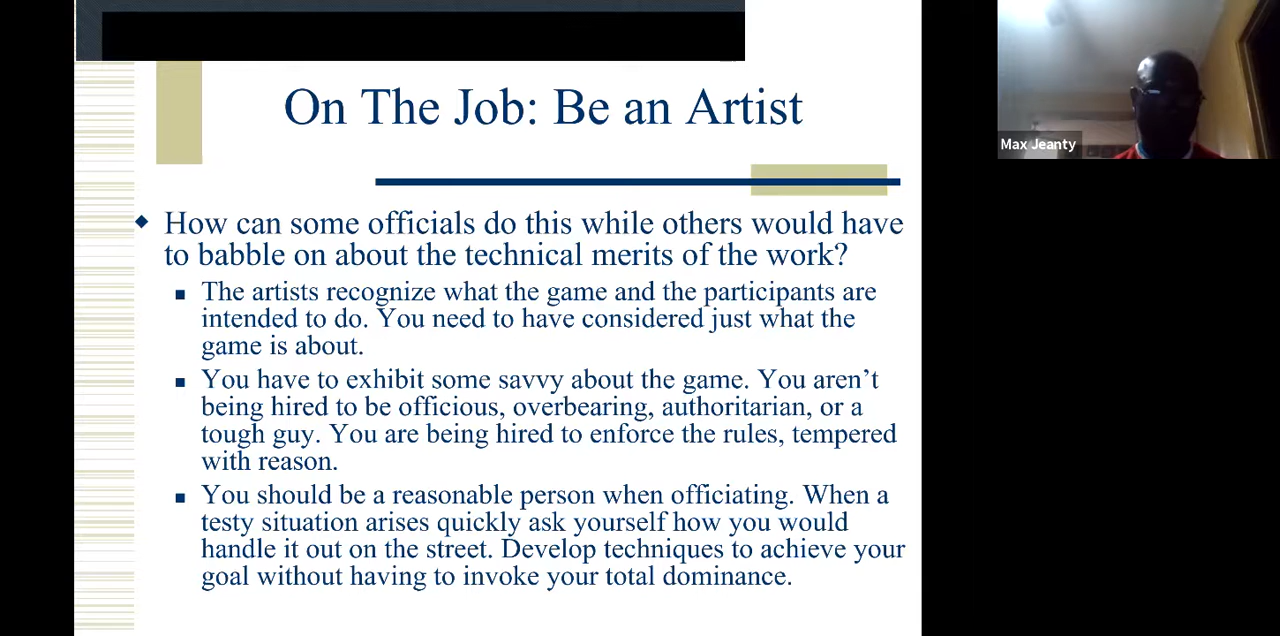 On The Job: Be an Artist
Max Jeanty
How can some officials do this while others would have
to babble on about the technical merits of the work?
The artists recognize what the game and the participants are
intended to do. You need to have considered just what the
game is about.
You have to exhibit some savvy about the game. You aren't
being hired to be officious, overbearing, authoritarian, or a
tough guy. You are being hired to enforce the rules, tempered
with reason.
You should be a reasonable person when officiating. When a
testy situation arises quickly ask yourself how you would
handle it out on the street. Develop techniques to achieve your
goal without having to invoke your total dominance.